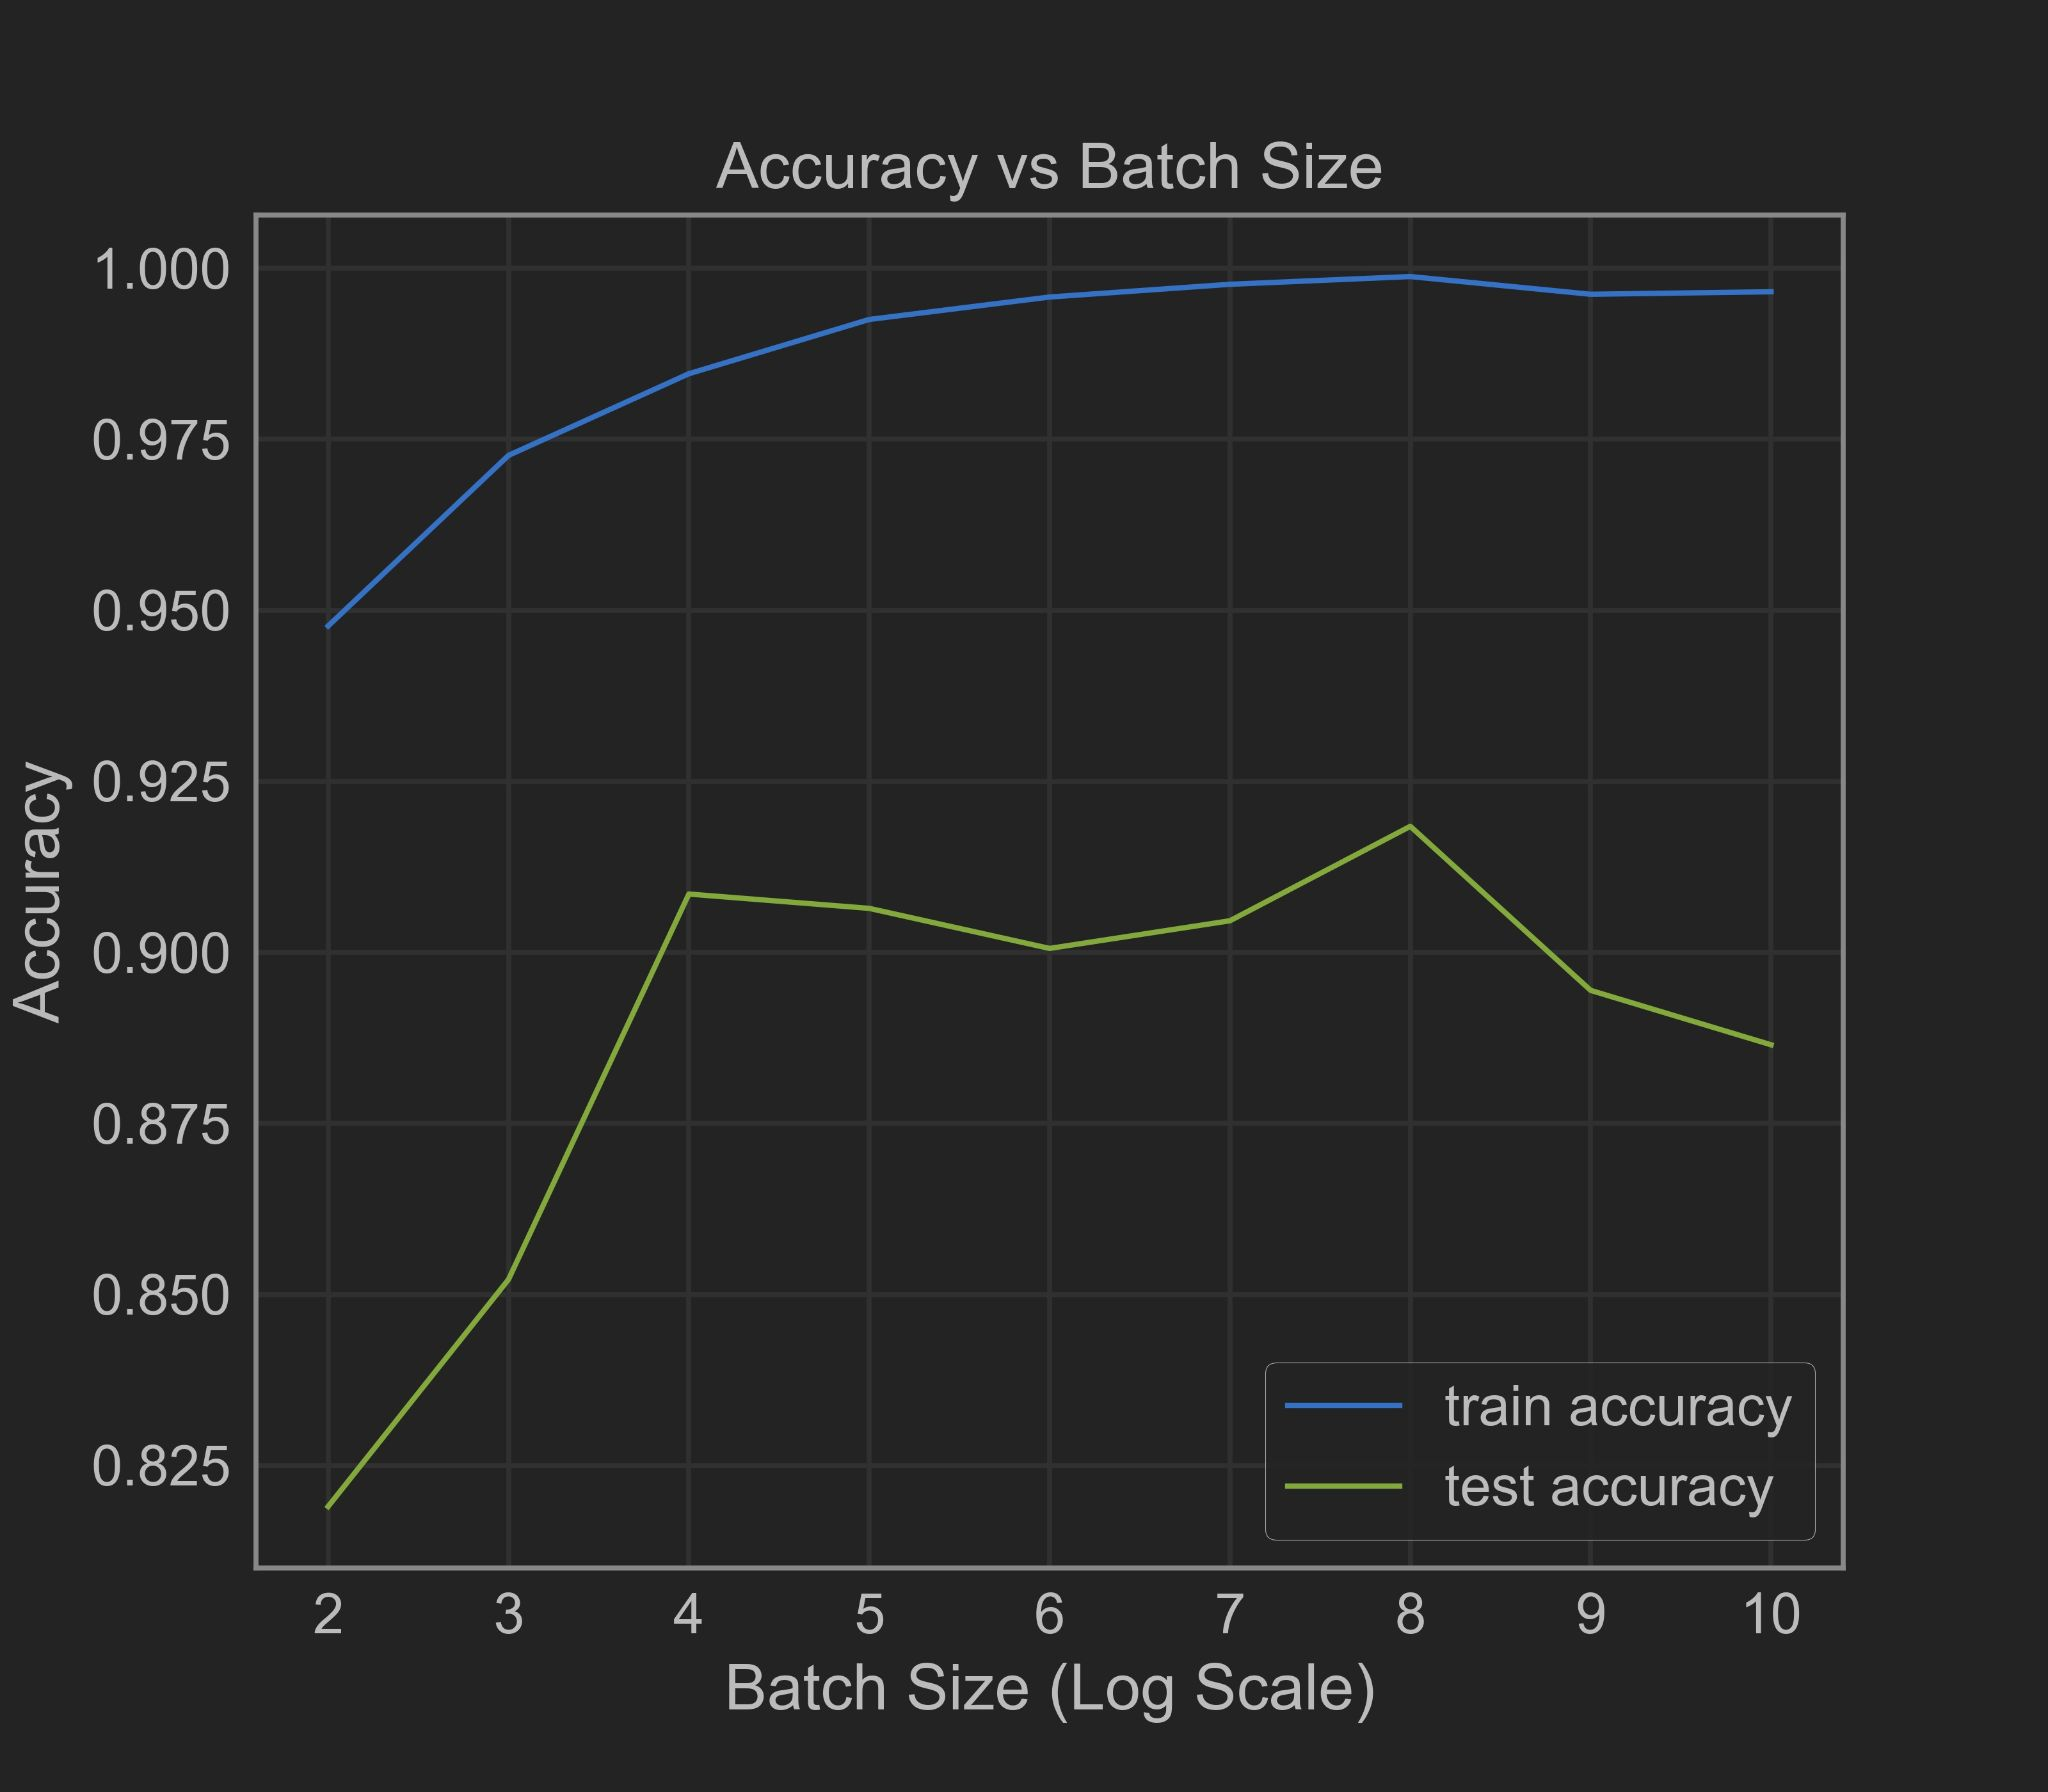 Accuracy vs Batch Size
1.000
0.975
0.950
0.925
0.900
0.875
0.850
0.825
Accuracy
2 3 4 5 6 7 8 9 10
Batch Size (Log Scale)
train accuracy
test accuracy